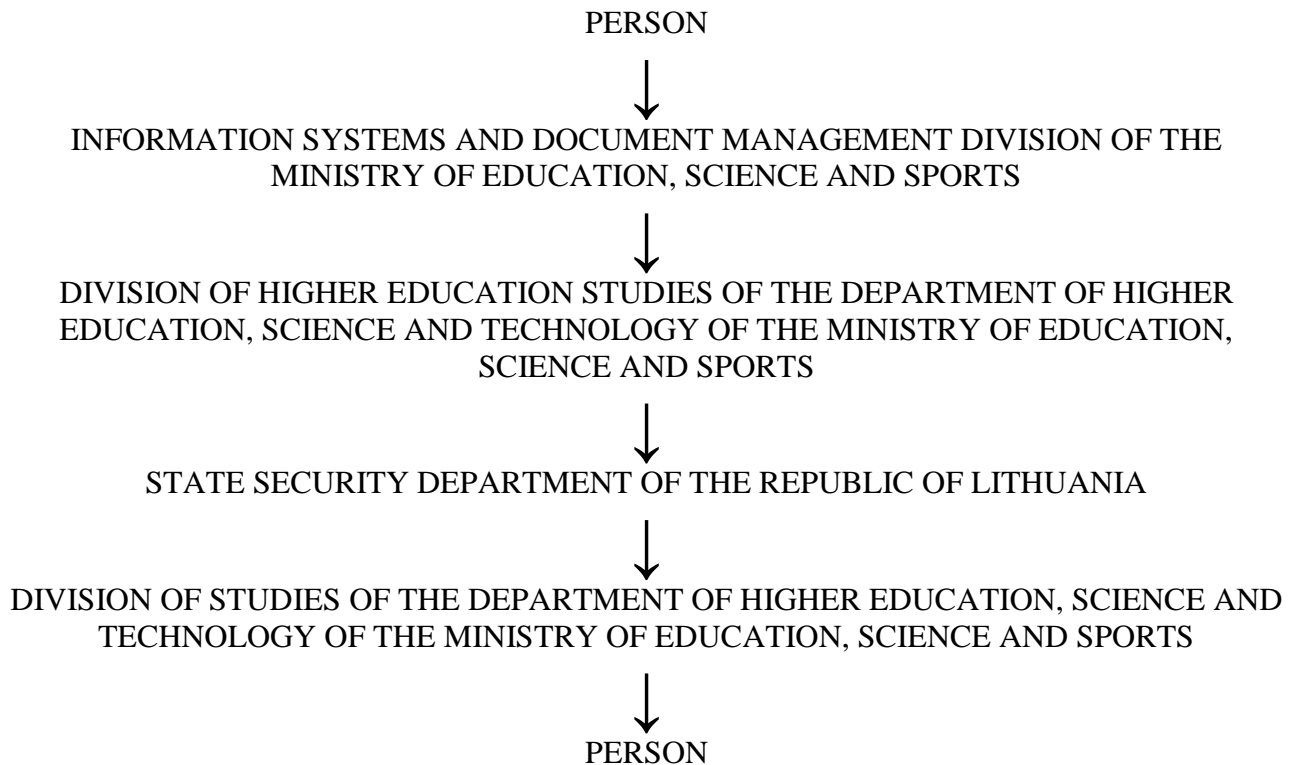 PERSON
INFORMATION SYSTEMS AND DOCUMENT MANAGEMENT DIVISION OF THE
MINISTRY OF EDUCATION, SCIENCE AND SPORTS
DIVISION OF HIGHER EDUCATION STUDIES OF THE DEPARTMENT OF HIGHER
EDUCATION, SCIENCE AND TECHNOLOGY OF THE MINISTRY OF EDUCATION,
SCIENCE AND SPORTS
STATE SECURITY DEPARTMENT OF THE REPUBLIC OF LITHUANIA
DIVISION OF STUDIES OF THE DEPARTMENT OF HIGHER EDUCATION, SCIENCE AND
TECHNOLOGY OF THE MINISTRY OF EDUCATION, SCIENCE AND SPORTS
PERSON